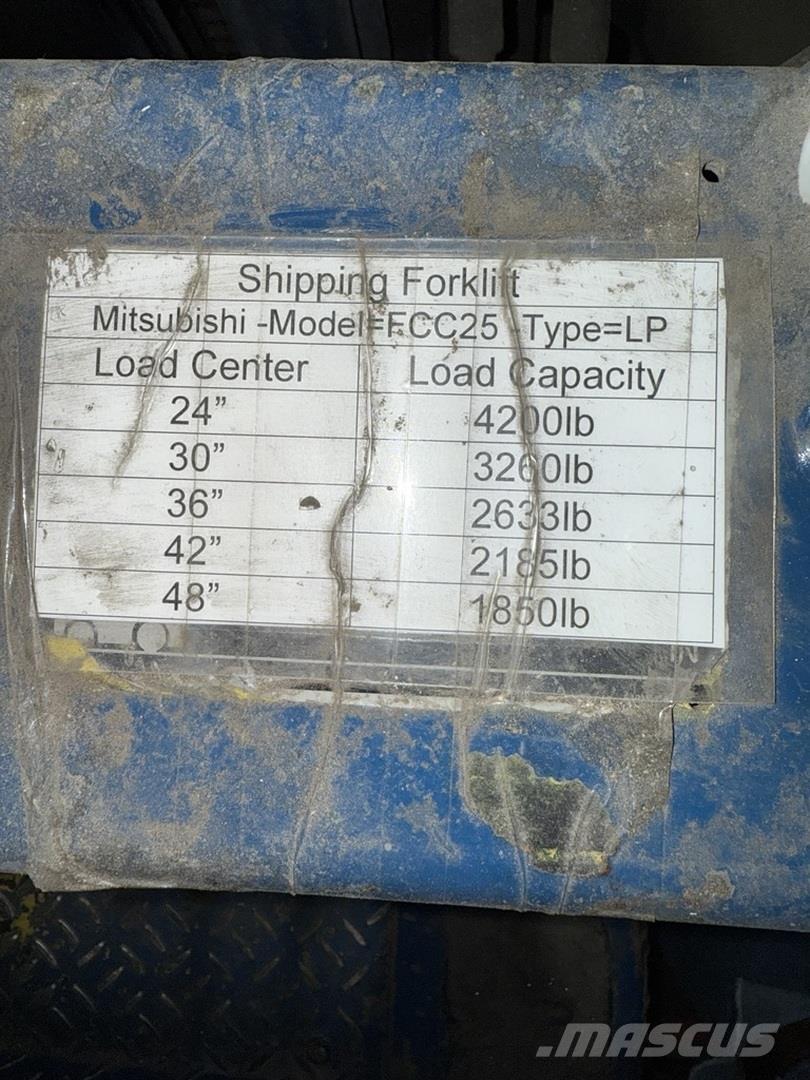 Shipping Forklift
Mitsubishi -Model=FCC25 Type=LP
Load Center Load Capacity
24” 4200lb
30” 3260lb
36” 2633lb
42” 2185lb
48” 1850lb
MASCUS